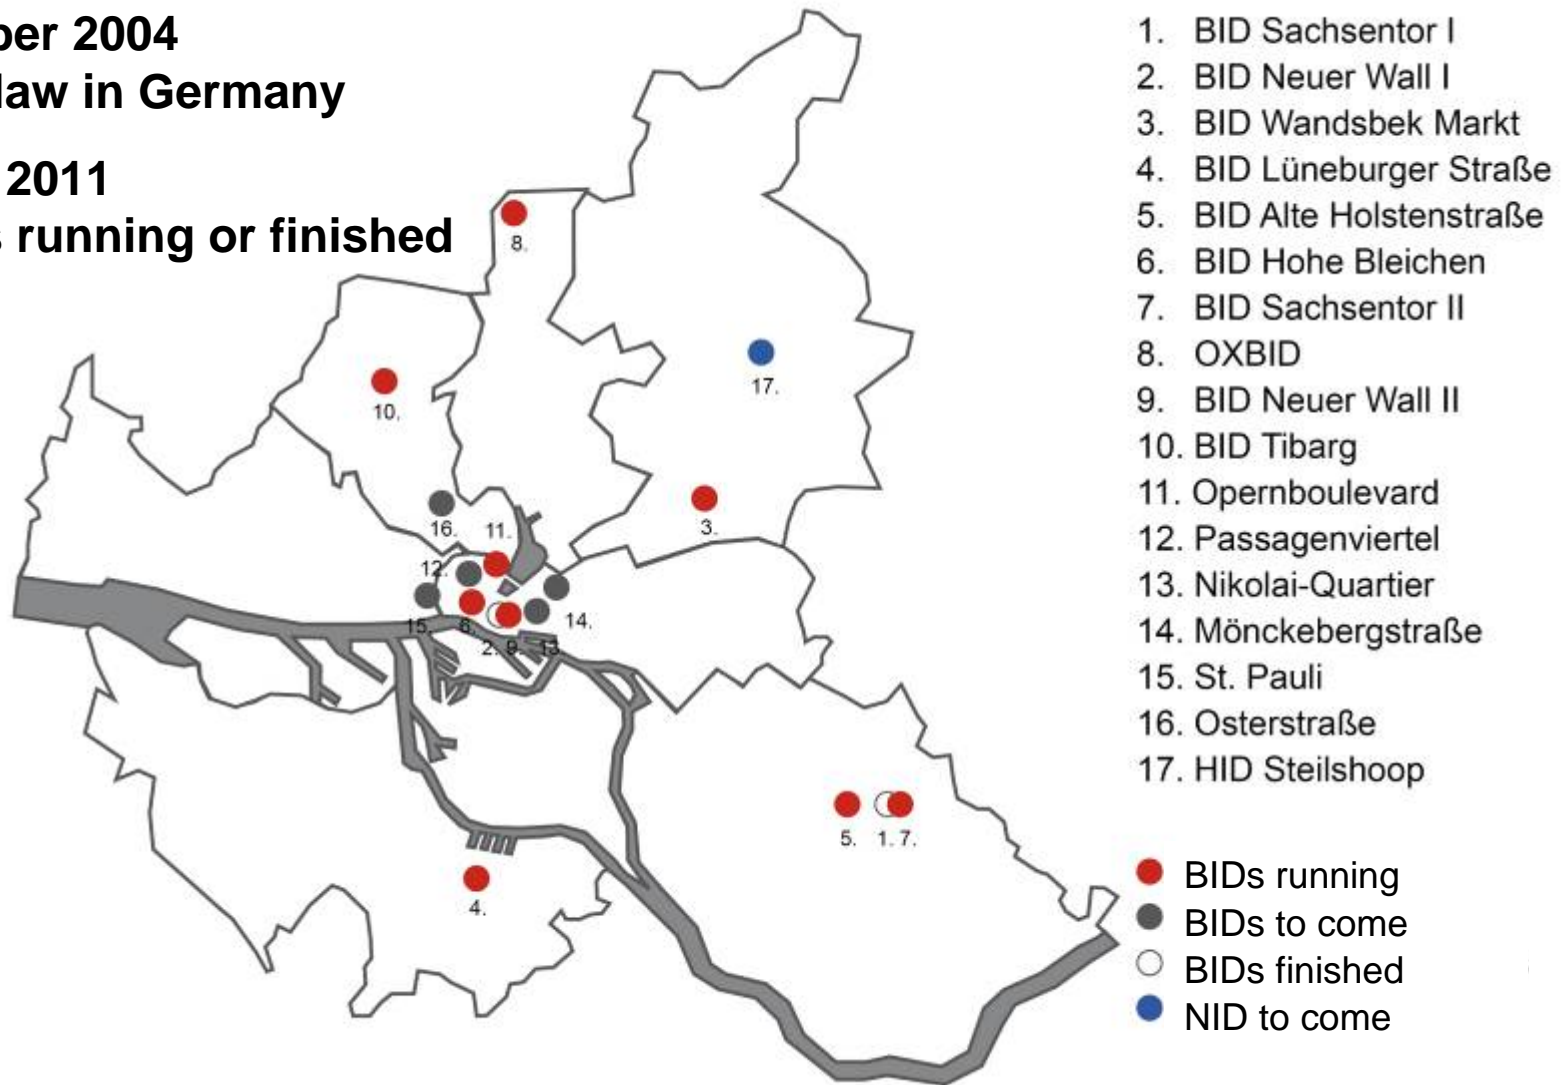 ber 2004
law in Germany
2011
s running or finished
1. BID Sachsentor I
2. BID Neuer Wall I
3. BID Wandsbek Markt
4. BID Lüneburger Straße
5. BID Alte Holstenstraße
6. BID Hohe Bleichen
7. BID Sachsentor II
8. OXBID
9. BID Neuer Wall II
10. BID Tibarg
11. Opernboulevard
12. Passagenviertel
13. Nikolai-Quartier
14. Mönckebergstraße
15. St. Pauli
16. Osterstraße
17. HID Steilshoop
BIDs running
BIDs to come
BIDs finished
NID to come
8.
17.
10.
16.
11.
3.
12.
14.
15.
6.
2. 9. 13.
5.
1. 7.
4.